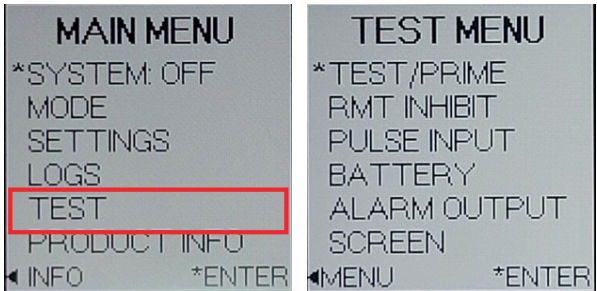 MAIN MENU
*SYSTEM: OFF
MODE
SETTINGS
LOGS
TEST
PRODUCT INFO
◄ INFO *ENTER
TEST MENU
*TEST/PRIME
RMT INHIBIT
PULSE INPUT
BATTERY
ALARM OUTPUT
SCREEN
◄MENU *ENTER